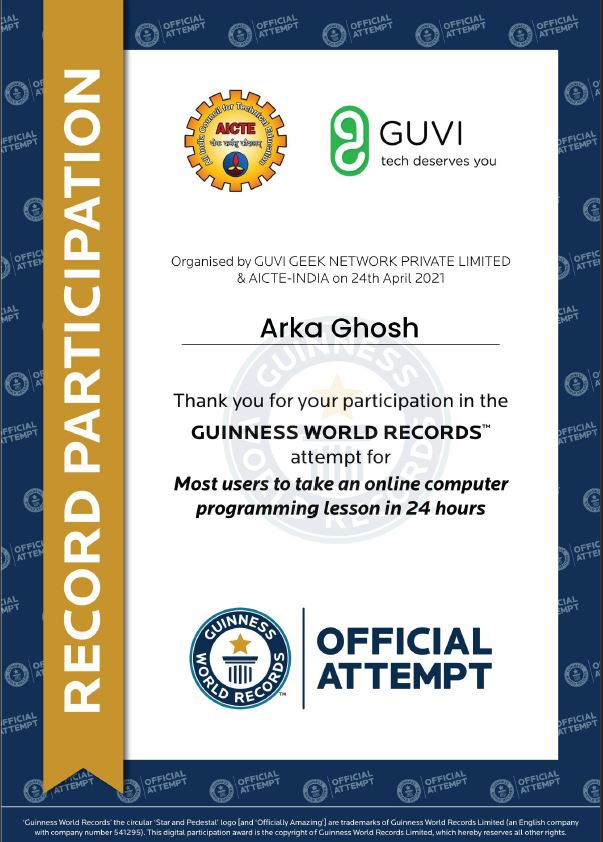 RECORD PARTICIPATION
All India Council for Technical Education
AICTE
GUVI
tech deserves you
Organised by GUVI GEEK NETWORK PRIVATE LIMITED
& AICTE-INDIA on 24th April 2021
Arka Ghosh
Thank you for your participation in the
GUINNESS WORLD RECORDS™
attempt for
Most users to take an online computer
programming lesson in 24 hours
GUINNESS WORLD RECORDS™
OFFICIAL
ATTEMPT
'Guinness World Records' the circular 'Star and Pedestal' logo [and 'Officially Amazing'] are trademarks of Guinness World Records Limited (an English company
with company number 541295). This digital participation award is the copyright of Guinness World Records Limited, which hereby reserves all other rights.